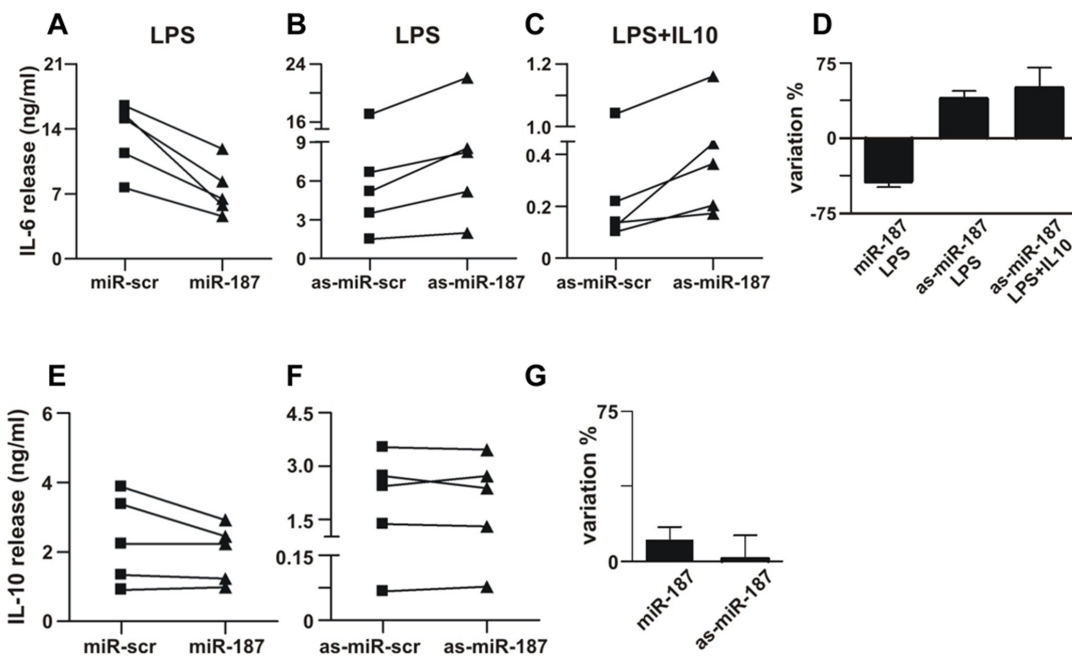 A
LPS
IL-6 release (ng/ml)
21
14
7
0
miR-scr
miR-187
B
LPS
24
16
9
6
3
0
as-miR-scr
as-miR-187
C
LPS+IL10
1.2
1.0
0.4
0.2
0
as-miR-scr
as-miR-187
D
variation %
75
0
-75
miR-187
LPS
as-miR-187
LPS
as-miR-187
LPS+IL10
E
IL-10 release (ng/ml)
6
4
2
0
miR-scr
miR-187
F
4.5
3.0
1.5
0.15
0
as-miR-scr
as-miR-187
G
variation %
75
0
miR-187
as-miR-187